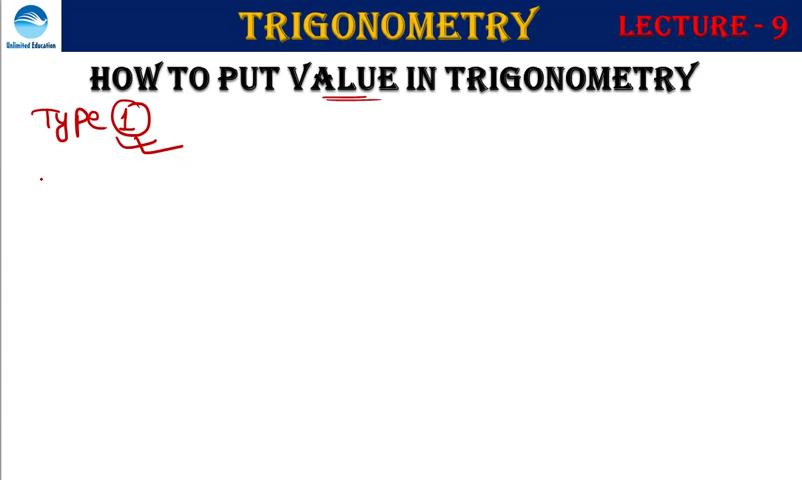 TRIGONOMETRY
LECTURE - 9
Unlimited Education
HOW TO PUT VALUE IN TRIGONOMETRY
Type 1